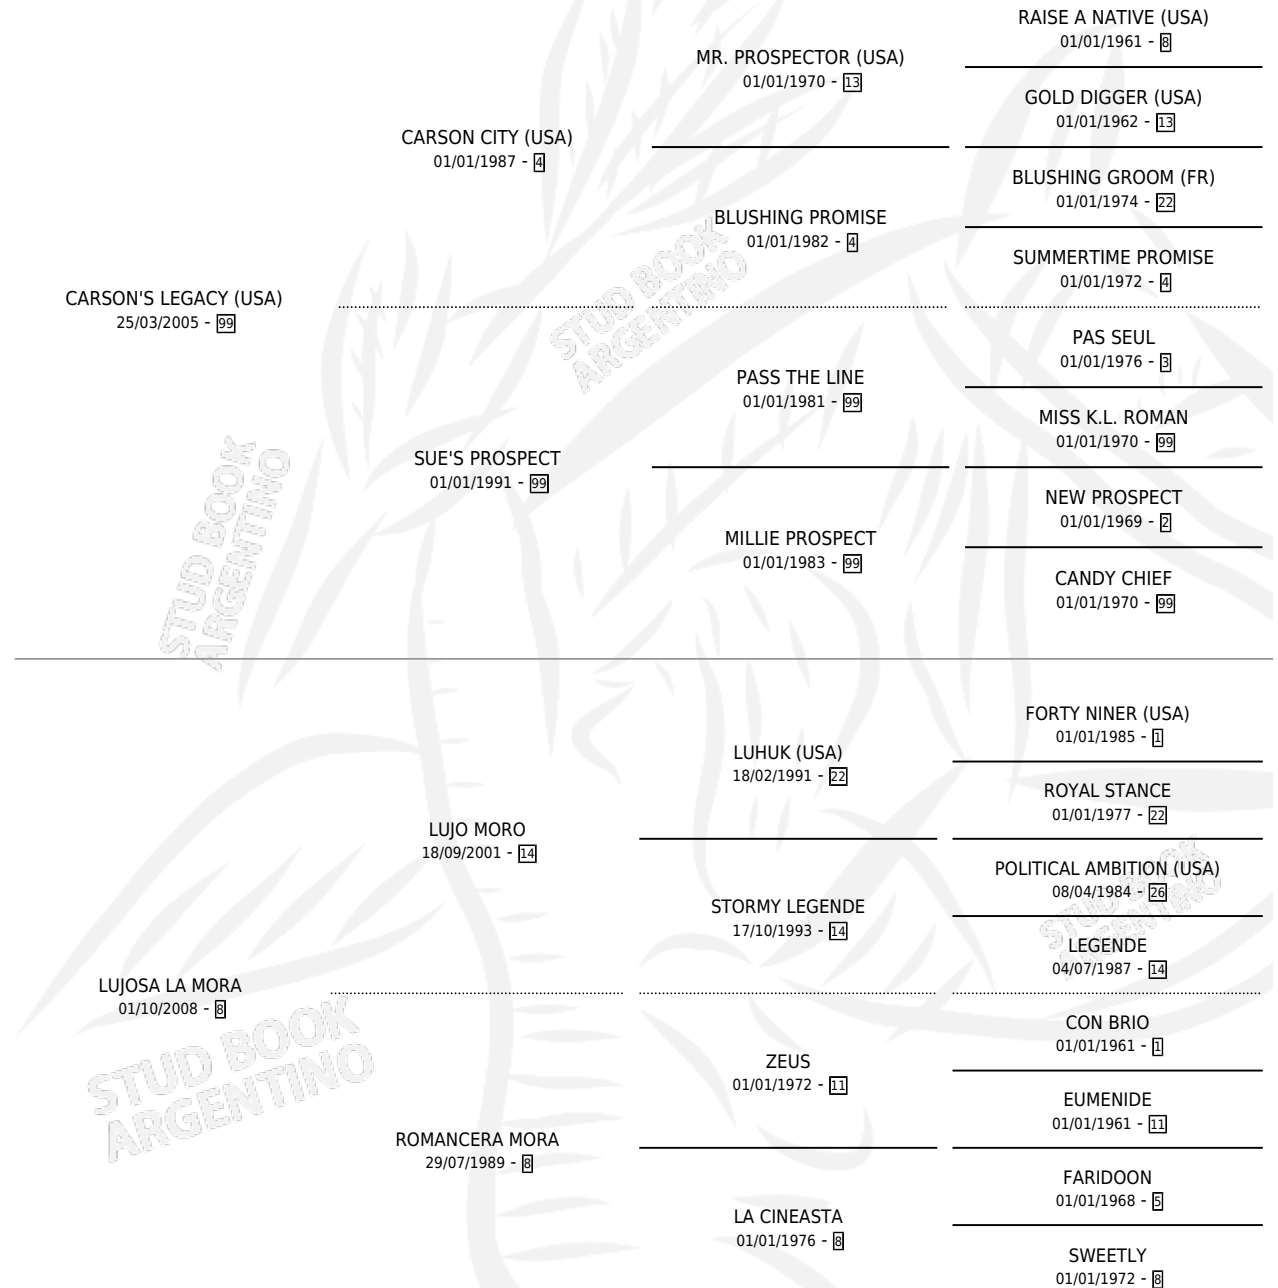 RAISE A NATIVE (USA)
01/01/1961 - 8
MR. PROSPECTOR (USA)
01/01/1970 - 13
GOLD DIGGER (USA)
01/01/1962 - 13
CARSON CITY (USA)
01/01/1987 - 4
BLUSHING GROOM (FR)
01/01/1974 - 22
BLUSHING PROMISE
01/01/1982 - 4
SUMMERTIME PROMISE
01/01/1972 - 4
CARSON'S LEGACY (USA)
25/03/2005 - 99
PAS SEUL
01/01/1976 - 3
PASS THE LINE
01/01/1981 - 99
MISS K.L. ROMAN
01/01/1970 - 99
SUE'S PROSPECT
01/01/1991 - 99
NEW PROSPECT
01/01/1969 - 2
MILLIE PROSPECT
01/01/1983 - 99
CANDY CHIEF
01/01/1970 - 99
FORTY NINER (USA)
01/01/1985 - 1
LUHUK (USA)
18/02/1991 - 22
ROYAL STANCE
01/01/1977 - 22
LUJO MORO
18/09/2001 - 14
POLITICAL AMBITION (USA)
08/04/1984 - 26
STORMY LEGENDE
17/10/1993 - 14
LEGENDE
04/07/1987 - 14
LUJOSA LA MORA
01/10/2008 - 8
CON BRIO
01/01/1961 - 1
ZEUS
01/01/1972 - 11
EUMENIDE
01/01/1961 - 11
ROMANCERA MORA
29/07/1989 - 8
FARIDOON
01/01/1968 - 5
LA CINEASTA
01/01/1976 - 8
SWEETLY
01/01/1972 - 8
STUD BOOK
ARGENTINO
STUD BOOK
ARGENTINO
STUD BOOK
ARGENTINO
STUD BOOK
ARGENTINO